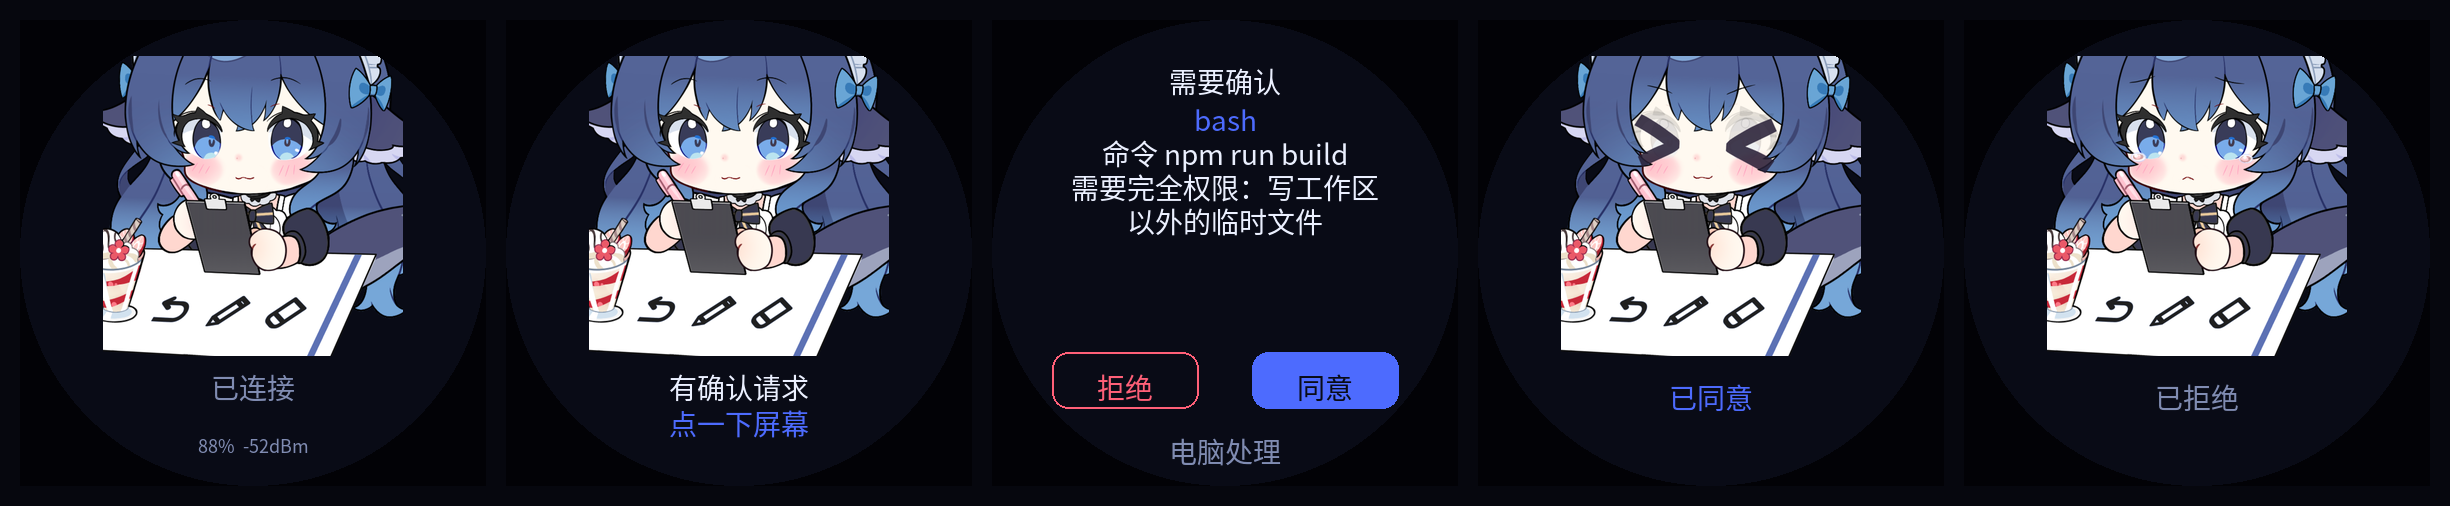 已连接
88% -52dBm
有确认请求
点一下屏幕
需要确认
bash
命令 npm run build
需要完全权限：写工作区
以外的临时文件
拒绝
同意
电脑处理
已同意
已拒绝